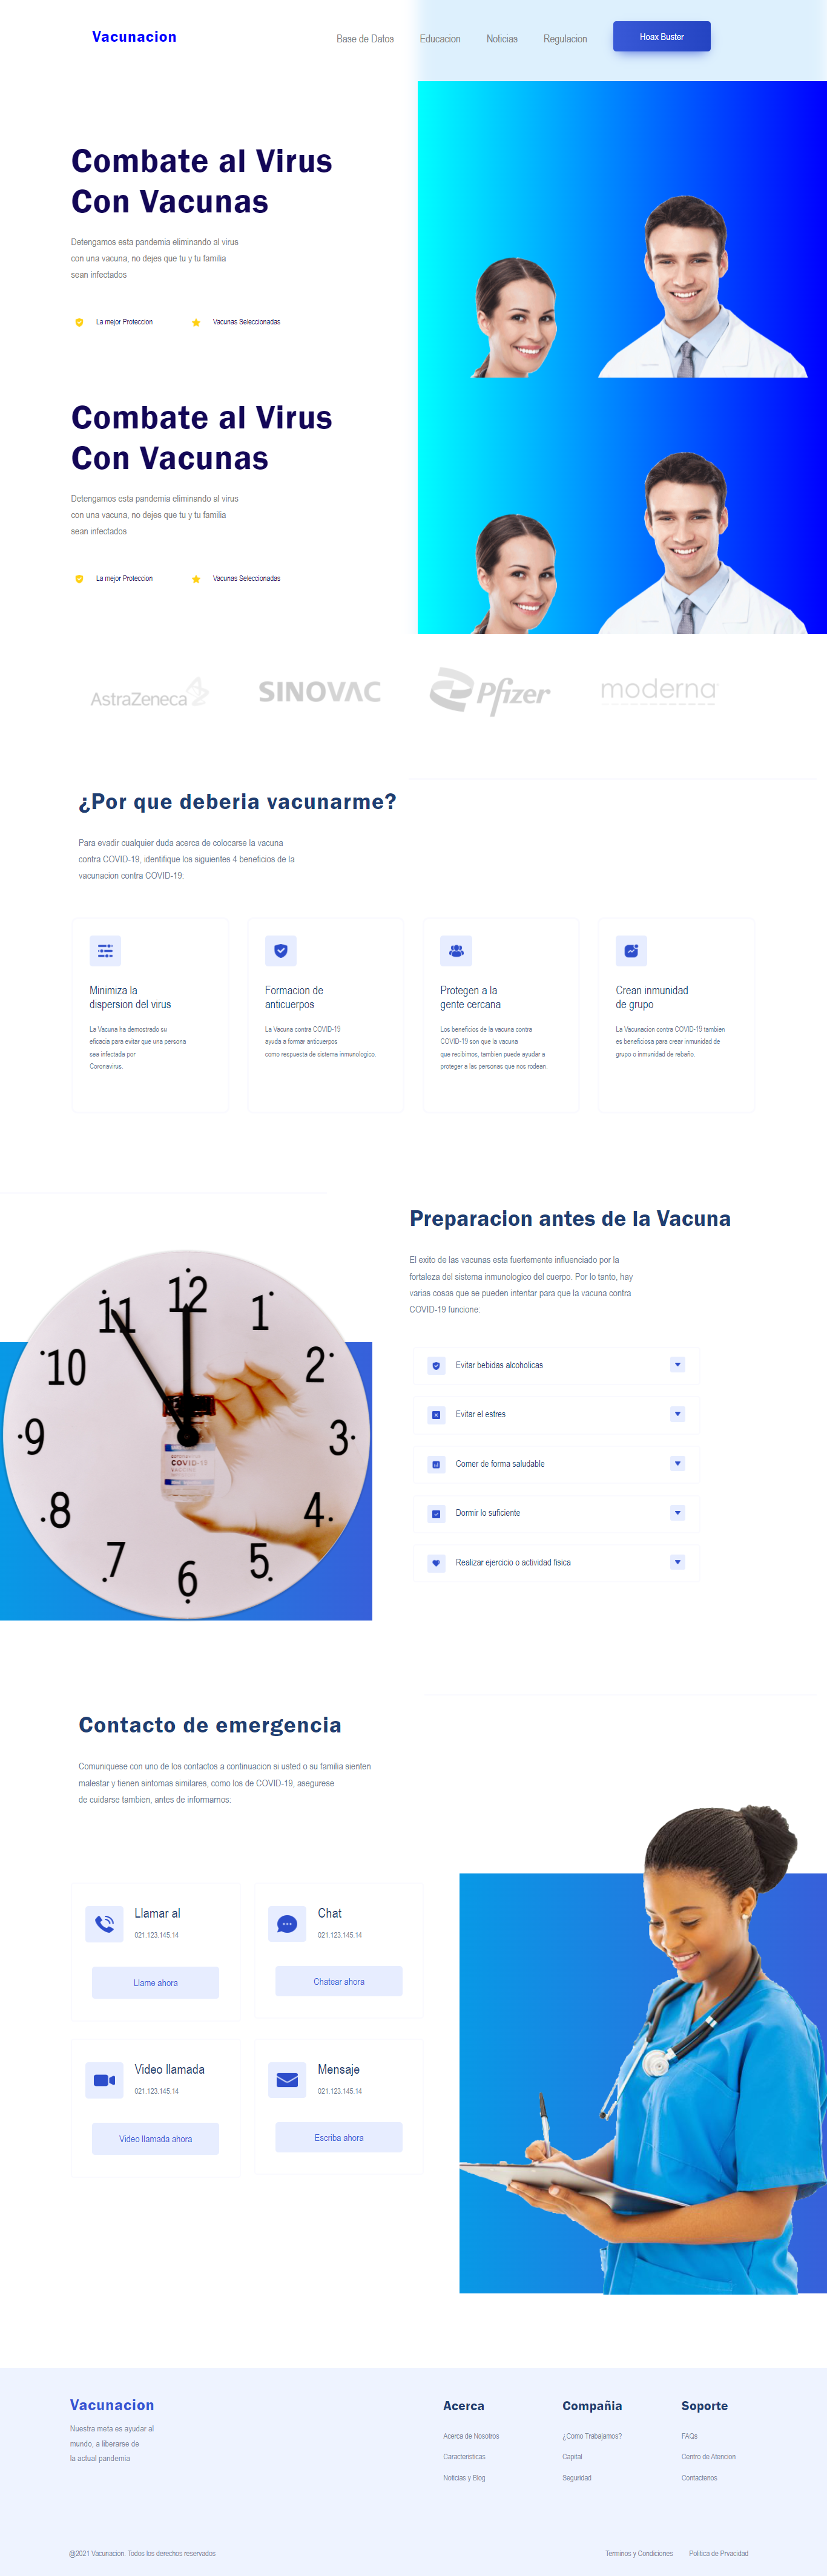 Vacunacion
Base de Datos
Educacion
Noticias
Regulacion
Hoax Buster
Combate al Virus
Con Vacunas
Detengamos esta pandemia eliminando al virus
con una vacuna, no dejes que tu y tu familia
sean infectados
La mejor Proteccion
Vacunas Seleccionadas
Combate al Virus
Con Vacunas
Detengamos esta pandemia eliminando al virus
con una vacuna, no dejes que tu y tu familia
sean infectados
La mejor Proteccion
Vacunas Seleccionadas
AstraZeneca
SINOVAC
Pfizer
moderna
¿Por que deberia vacunarme?
Para evadir cualquier duda acerca de colocarse la vacuna
contra COVID-19, identifique los siguientes 4 beneficios de la
vacunacion contra COVID-19:
Minimiza la
dispersion del virus
La Vacuna ha demostrado su
eficacia para evitar que una persona
sea infectada por
Coronavirus.
Formacion de
anticuerpos
La Vacuna contra COVID-19
ayuda a formar anticuerpos
como respuesta de sistema inmunologico.
Protegen a la
gente cercana
Los beneficios de la vacuna contra
COVID-19 son que la vacuna
que recibimos, tambien puede ayudar a
proteger a las personas que nos rodean.
Crean inmunidad
de grupo
La Vacunacion contra COVID-19 tambien
es beneficiosa para crear inmunidad de
grupo o inmunidad de rebaño.
Preparacion antes de la Vacuna
El exito de las vacunas esta fuertemente influenciado por la
fortaleza del sistema inmunologico del cuerpo. Por lo tanto, hay
varias cosas que se pueden intentar para que la vacuna contra
COVID-19 funcione:
12
1
2
3
4
5
6
7
8
9
10
11
COVID-19
Evitar bebidas alcoholicas
Evitar el estres
Comer de forma saludable
Dormir lo suficiente
Realizar ejercicio o actividad fisica
Contacto de emergencia
Comuniquese con uno de los contactos a continuacion si usted o su familia sienten
malestar y tienen sintomas similares, como los de COVID-19, asegurese
de cuidarse tambien, antes de informarnos:
Llamar al
021.123.145.14
Llame ahora
Chat
021.123.145.14
Chatear ahora
Video llamada
021.123.145.14
Video llamada ahora
Mensaje
021.123.145.14
Escriba ahora
Vacunacion
Nuestra meta es ayudar al
mundo, a liberarse de
la actual pandemia
Acerca
Acerca de Nosotros
Caracteristicas
Noticias y Blog
Compañia
¿Como Trabajamos?
Capital
Seguridad
Soporte
FAQs
Centro de Atencion
Contactenos
@2021 Vacunacion. Todos los derechos reservados
Terminos y Condiciones
Politica de Prvacidad